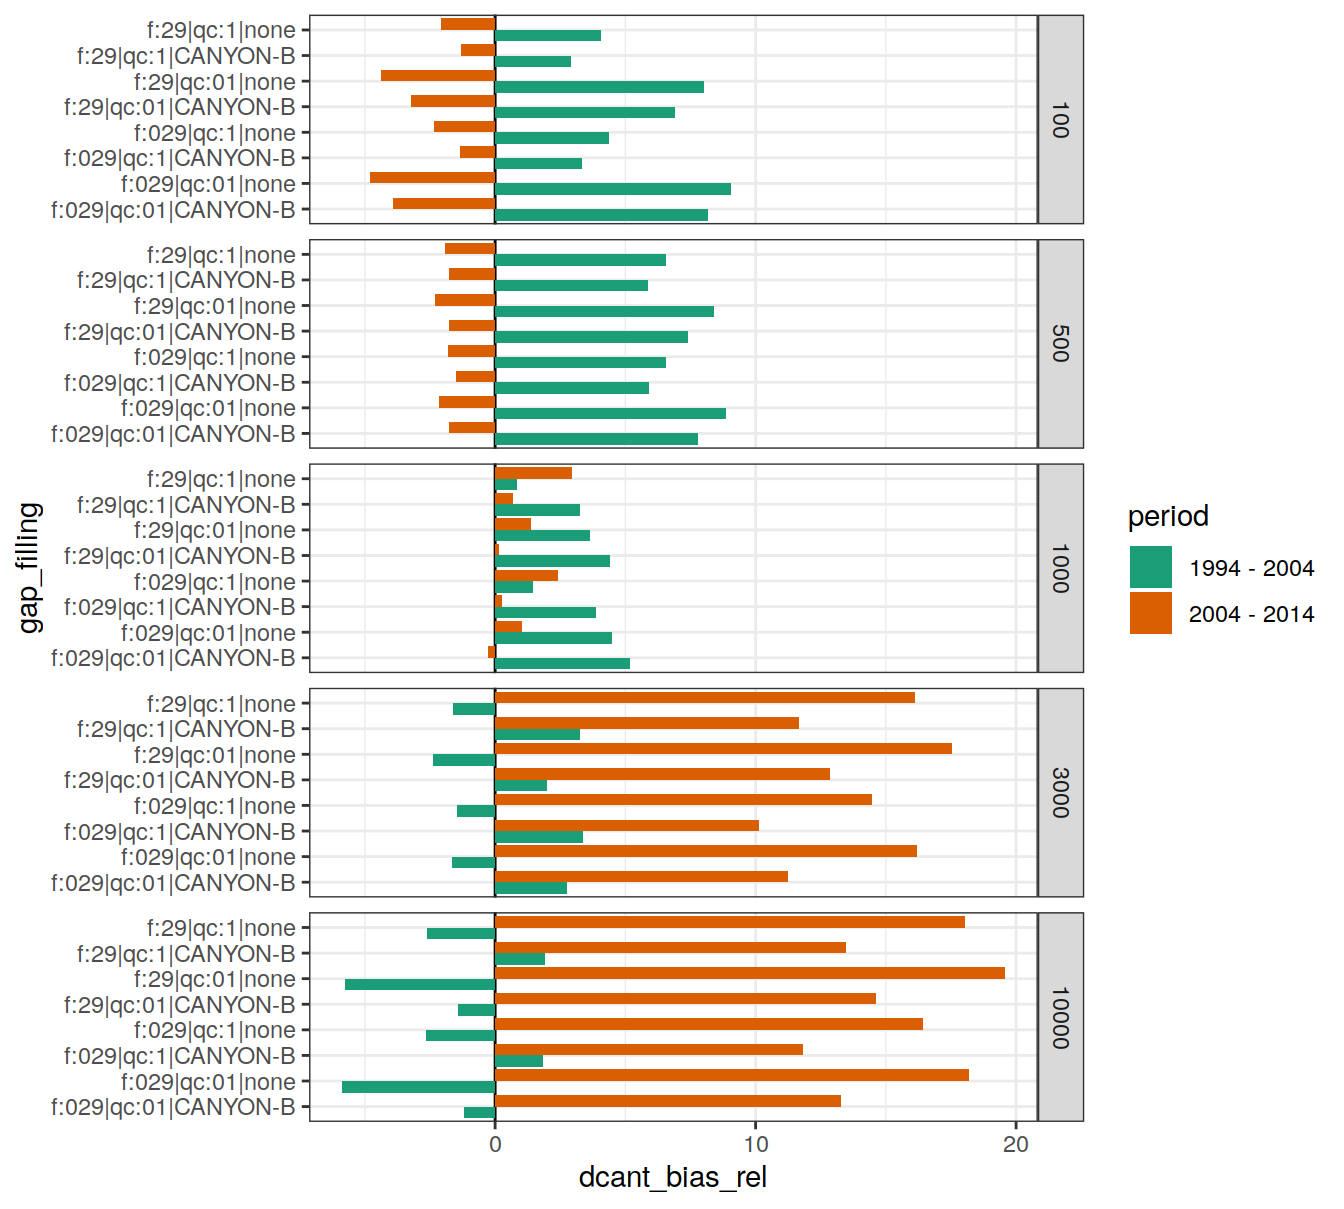 f:29|qc:1|none
f:29|qc:1|CANYON-B
f:29|qc:01|none
f:29|qc:01|CANYON-B
f:029|qc:1|none
f:029|qc:1|CANYON-B
f:029|qc:01|none
f:029|qc:01|CANYON-B
100
f:29|qc:1|none
f:29|qc:1|CANYON-B
f:29|qc:01|none
f:29|qc:01|CANYON-B
f:029|qc:1|none
f:029|qc:1|CANYON-B
f:029|qc:01|none
f:029|qc:01|CANYON-B
500
f:29|qc:1|none
f:29|qc:1|CANYON-B
f:29|qc:01|none
f:29|qc:01|CANYON-B
f:029|qc:1|none
f:029|qc:1|CANYON-B
f:029|qc:01|none
f:029|qc:01|CANYON-B
1000
f:29|qc:1|none
f:29|qc:1|CANYON-B
f:29|qc:01|none
f:29|qc:01|CANYON-B
f:029|qc:1|none
f:029|qc:1|CANYON-B
f:029|qc:01|none
f:029|qc:01|CANYON-B
3000
f:29|qc:1|none
f:29|qc:1|CANYON-B
f:29|qc:01|none
f:29|qc:01|CANYON-B
f:029|qc:1|none
f:029|qc:1|CANYON-B
f:029|qc:01|none
f:029|qc:01|CANYON-B
10000
gap_filling
0 10 20
dcant_bias_rel
period
1994 - 2004
2004 - 2014